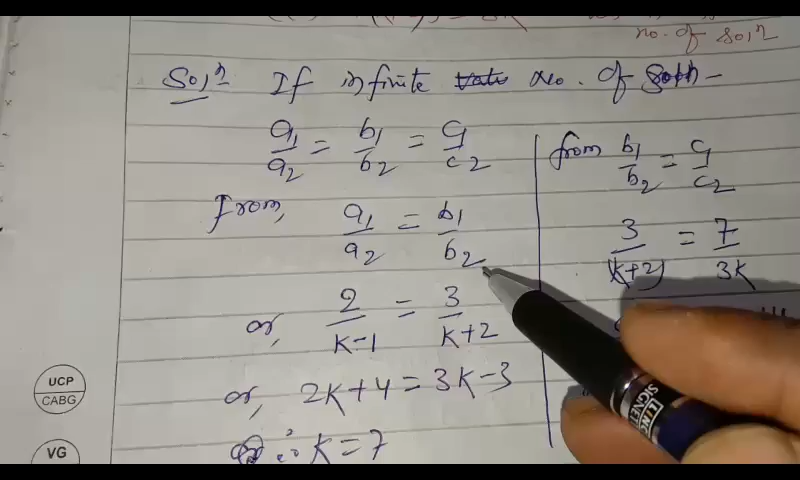 no. of sol^n
Sol^n If infinite no. of sol^n -
a1/a2 = b1/b2 = c1/c2
from, a1/a2 = b1/b2
or, 2/k-1 = 3/k+2
or, 2k+4 = 3k-3
∴ k=7
from b1/b2 = c1/c2
3/(k+2) = 7/3k
UCP
CABG
VG